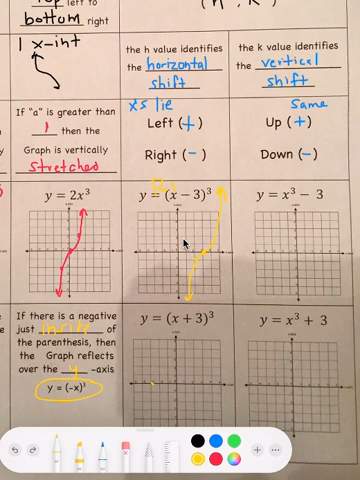 top left to
bottom right
1 x-int
the h value identifies
the horizontal
shift
the k value identifies
the vertical
shift
If "a" is greater than
1 then the
Graph is vertically
stretched
xs lie
Left (+)
Right (-)
Same
Up (+)
Down (-)
y = 2x³
y = (x − 3)³
y = x³ − 3
If there is a negative
just inside of
the parenthesis, then
the Graph reflects
over the y -axis
y = (-x)³
y = (x + 3)³
y = x³ + 3